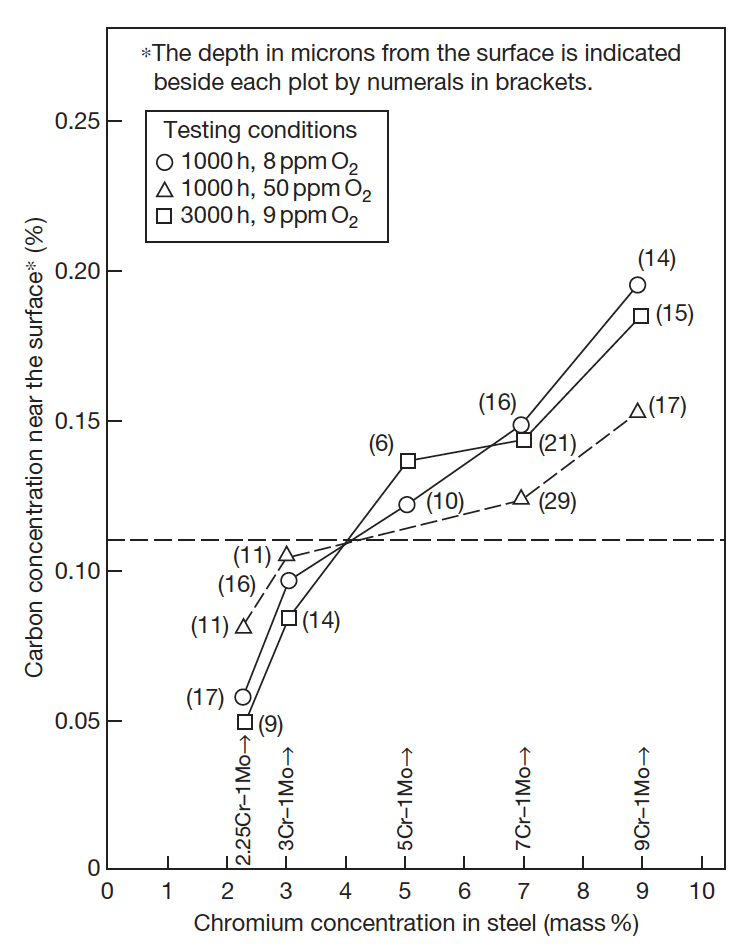 *The depth in microns from the surface is indicated
beside each plot by numerals in brackets.
Testing conditions
1000 h, 8 ppm O₂
1000 h, 50 ppm O₂
3000 h, 9 ppm O₂
Carbon concentration near the surface* (%)
0.25
0.20
0.15
0.10
0.05
0
(14)
(15)
(17)
(16)
(6)
(21)
(10)
(29)
(11)
(16)
(14)
(11)
(17)
(9)
2.25Cr–1Mo→
3Cr–1Mo→
5Cr–1Mo→
7Cr–1Mo→
9Cr–1Mo→
0 1 2 3 4 5 6 7 8 9 10
Chromium concentration in steel (mass %)